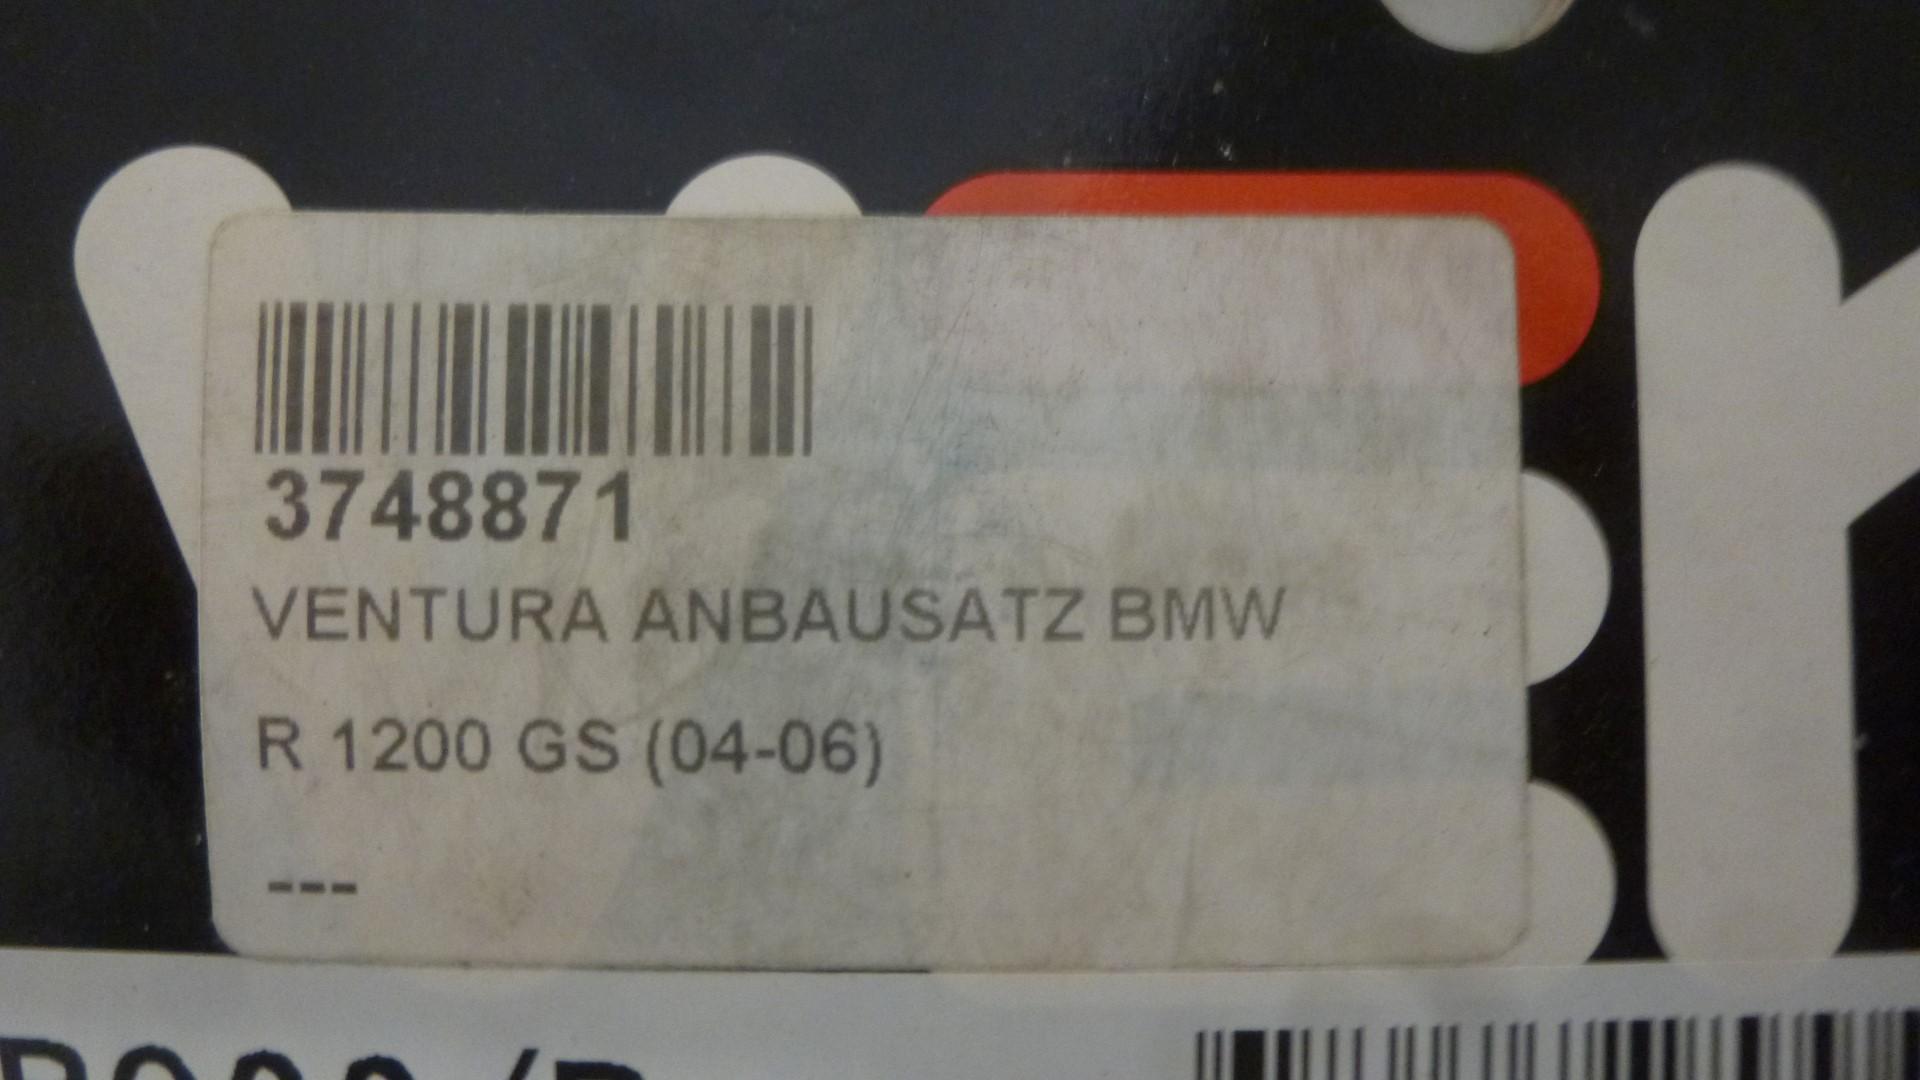 3748871
VENTURA ANBAUSATZ BMW
R 1200 GS (04-06)
---